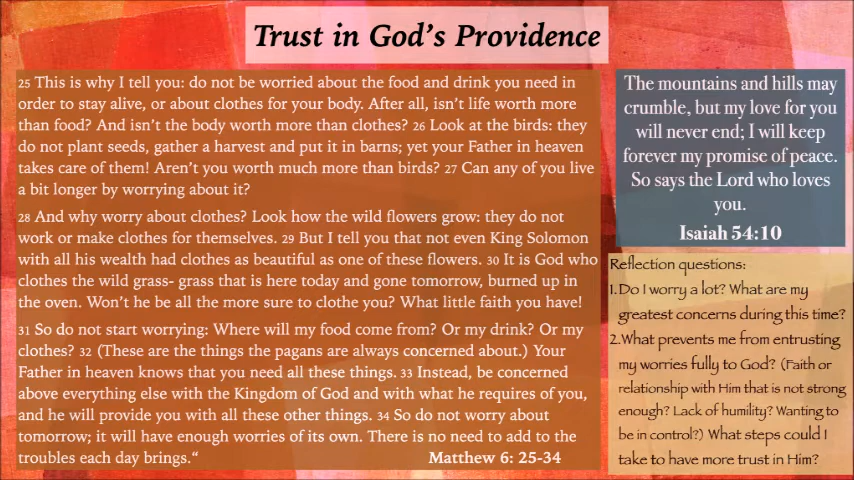 Trust in God's Providence
25 This is why I tell you: do not be worried about the food and drink you need in
order to stay alive, or about clothes for your body. After all, isn't life worth more
than food? And isn't the body worth more than clothes? 26 Look at the birds: they
do not plant seeds, gather a harvest and put it in barns; yet your Father in heaven
takes care of them! Aren't you worth much more than birds? 27 Can any of you live
a bit longer by worrying about it?
28 And why worry about clothes? Look how the wild flowers grow: they do not
work or make clothes for themselves. 29 But I tell you that not even King Solomon
with all his wealth had clothes as beautiful as one of these flowers. 30 It is God who
clothes the wild grass- grass that is here today and gone tomorrow, burned up in
the oven. Won't he be all the more sure to clothe you? What little faith you have!
31 So do not start worrying: Where will my food come from? Or my drink? Or my
clothes? 32 (These are the things the pagans are always concerned about.) Your
Father in heaven knows that you need all these things. 33 Instead, be concerned
above everything else with the Kingdom of God and with what he requires of you,
and he will provide you with all these other things. 34 So do not worry about
tomorrow; it will have enough worries of its own. There is no need to add to the
troubles each day brings.“ Matthew 6: 25-34
The mountains and hills may
crumble, but my love for you
will never end; I will keep
forever my promise of peace.
So says the Lord who loves
you.
Isaiah 54:10
Reflection questions:
1.Do I worry a lot? What are my
greatest concerns during this time?
2.What prevents me from entrusting
my worries fully to God? (Faith or
relationship with Him that is not strong
enough? Lack of humility? Wanting to
be in control?) What steps could I
take to have more trust in Him?